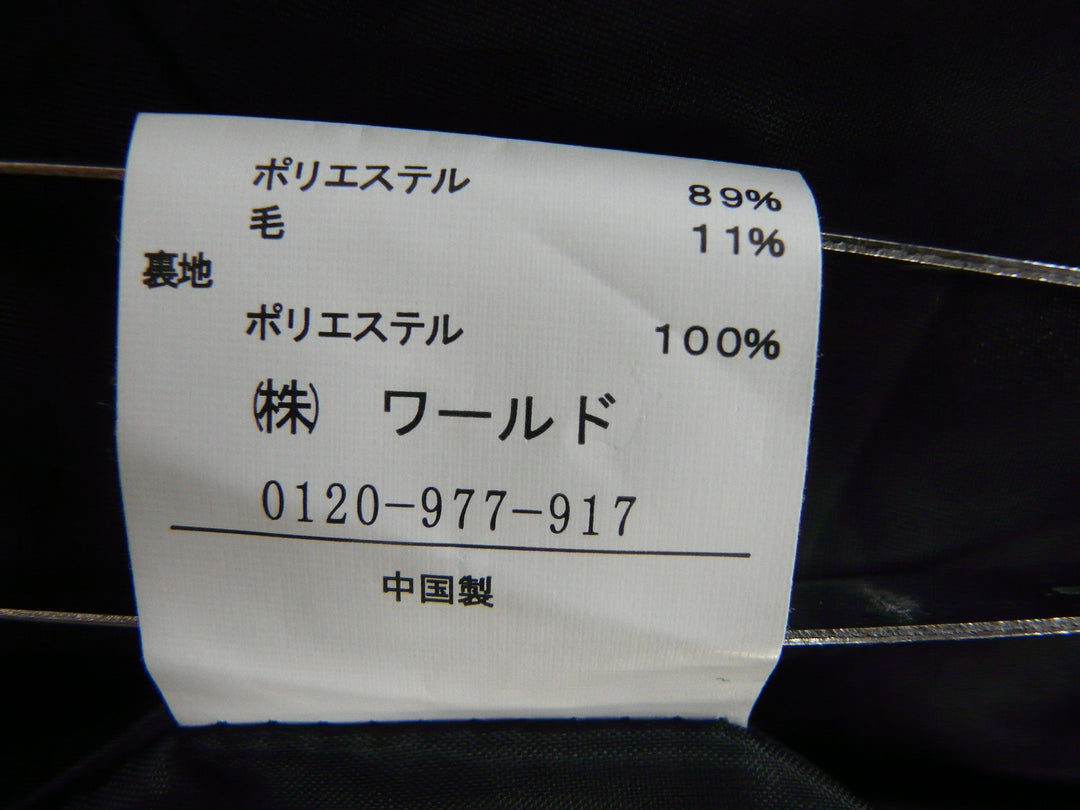 ポリエステル 89%
毛 11%
裏地
ポリエステル 100%
㈱ ワールド
0120-977-917
中国製